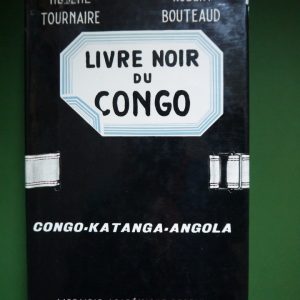 TOURNAIRE BOUTEAUD
LIVRE NOIR
DU
CONGO
CONGO-KATANGA-ANGOLA